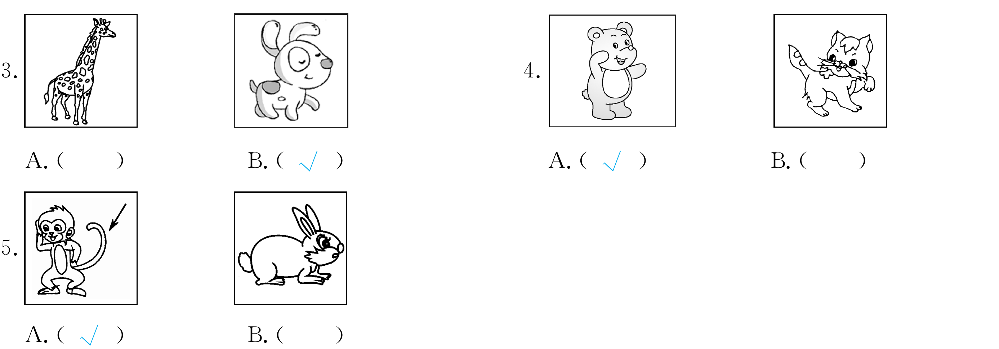 3. 4.
A. ( ) B. ( √ ) A. ( √ ) B. ( )
5.
A. ( √ ) B. ( )